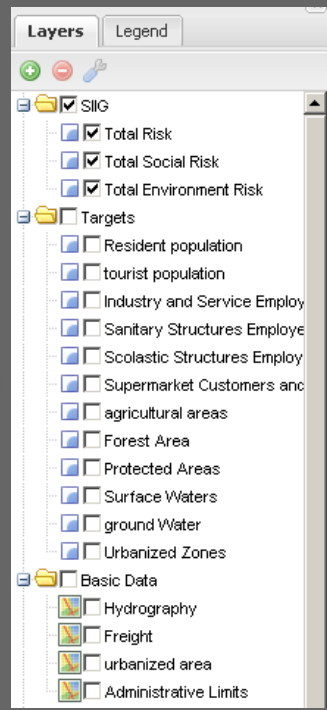 Layers Legend
SIIG
Total Risk
Total Social Risk
Total Environment Risk
Targets
Resident population
tourist population
Industry and Service Employ
Sanitary Structures Employe
Scolastic Structures Employ
Supermarket Customers and
agricultural areas
Forest Area
Protected Areas
Surface Waters
ground Water
Urbanized Zones
Basic Data
Hydrography
Freight
urbanized area
Administrative Limits